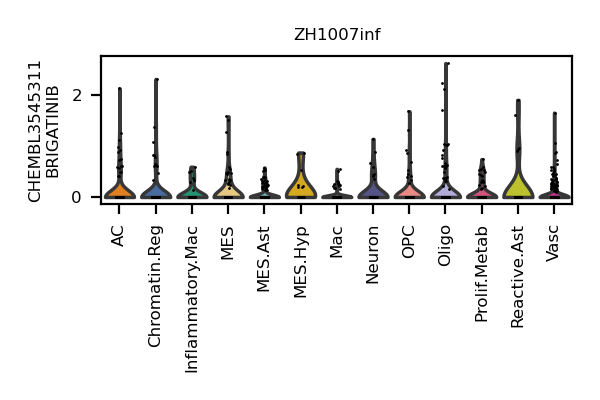 ZH1007inf
CHEMBL3545311
BRIGATINIB
2
0
AC
Chromatin.Reg
Inflammatory.Mac
MES
MES.Ast
MES.Hyp
Mac
Neuron
OPC
Oligo
Prolif.Metab
Reactive.Ast
Vasc